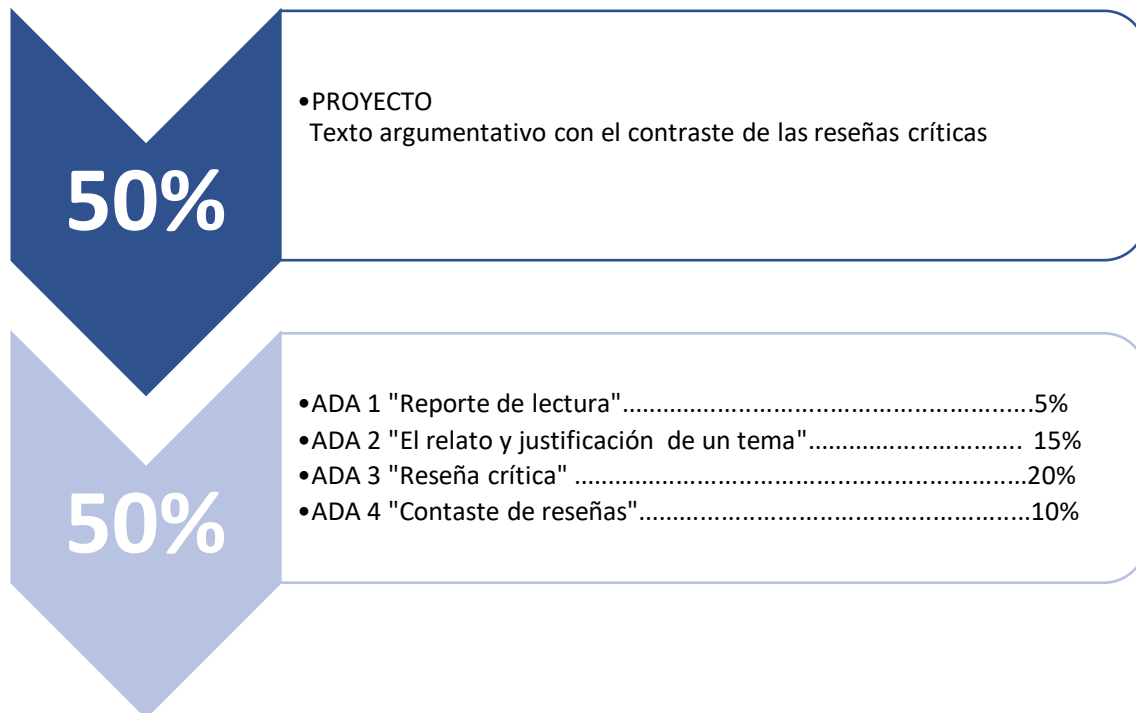 •PROYECTO
Texto argumentativo con el contraste de las reseñas críticas
50%
•ADA 1 "Reporte de lectura"..................................................................5%
•ADA 2 "El relato y justificación  de un tema"................................... 15%
•ADA 3 "Reseña crítica" .........................................................................20%
•ADA 4 "Contaste de reseñas"...............................................................10%
50%